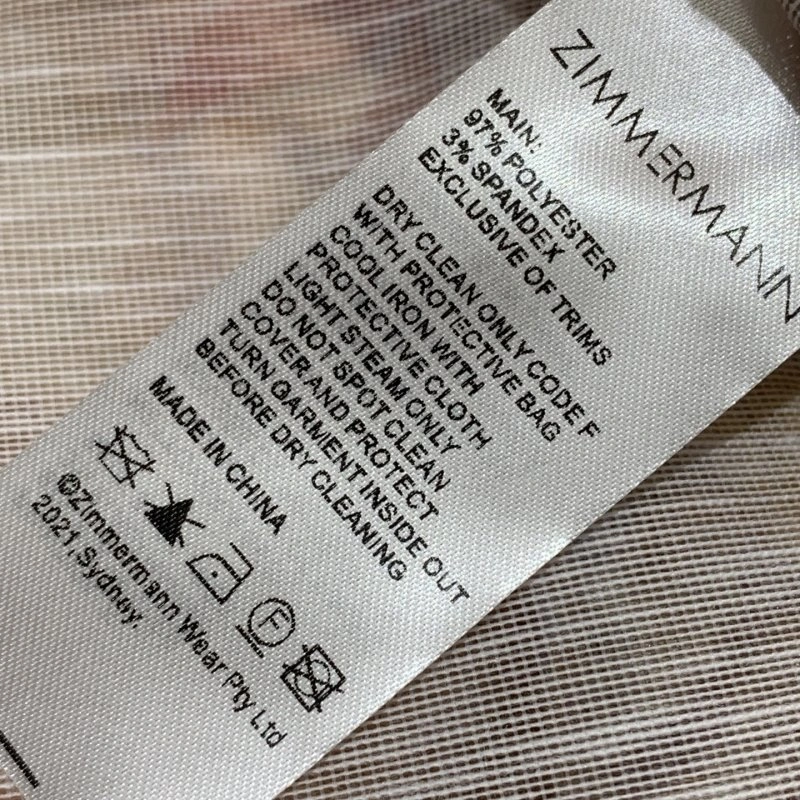 ZIMMERMANN
MAIN:
97% POLYESTER
3% SPANDEX
EXCLUSIVE OF TRIMS
DRY CLEAN ONLY CODE F
WITH PROTECTIVE BAG
COOL IRON WITH
PROTECTIVE CLOTH
LIGHT STEAM ONLY
DO NOT SPOT CLEAN
COVER AND PROTECT
TURN GARMENT INSIDE OUT
BEFORE DRY CLEANING
MADE IN CHINA
F
©Zimmermann Wear Pty Ltd
2021,Sydney.